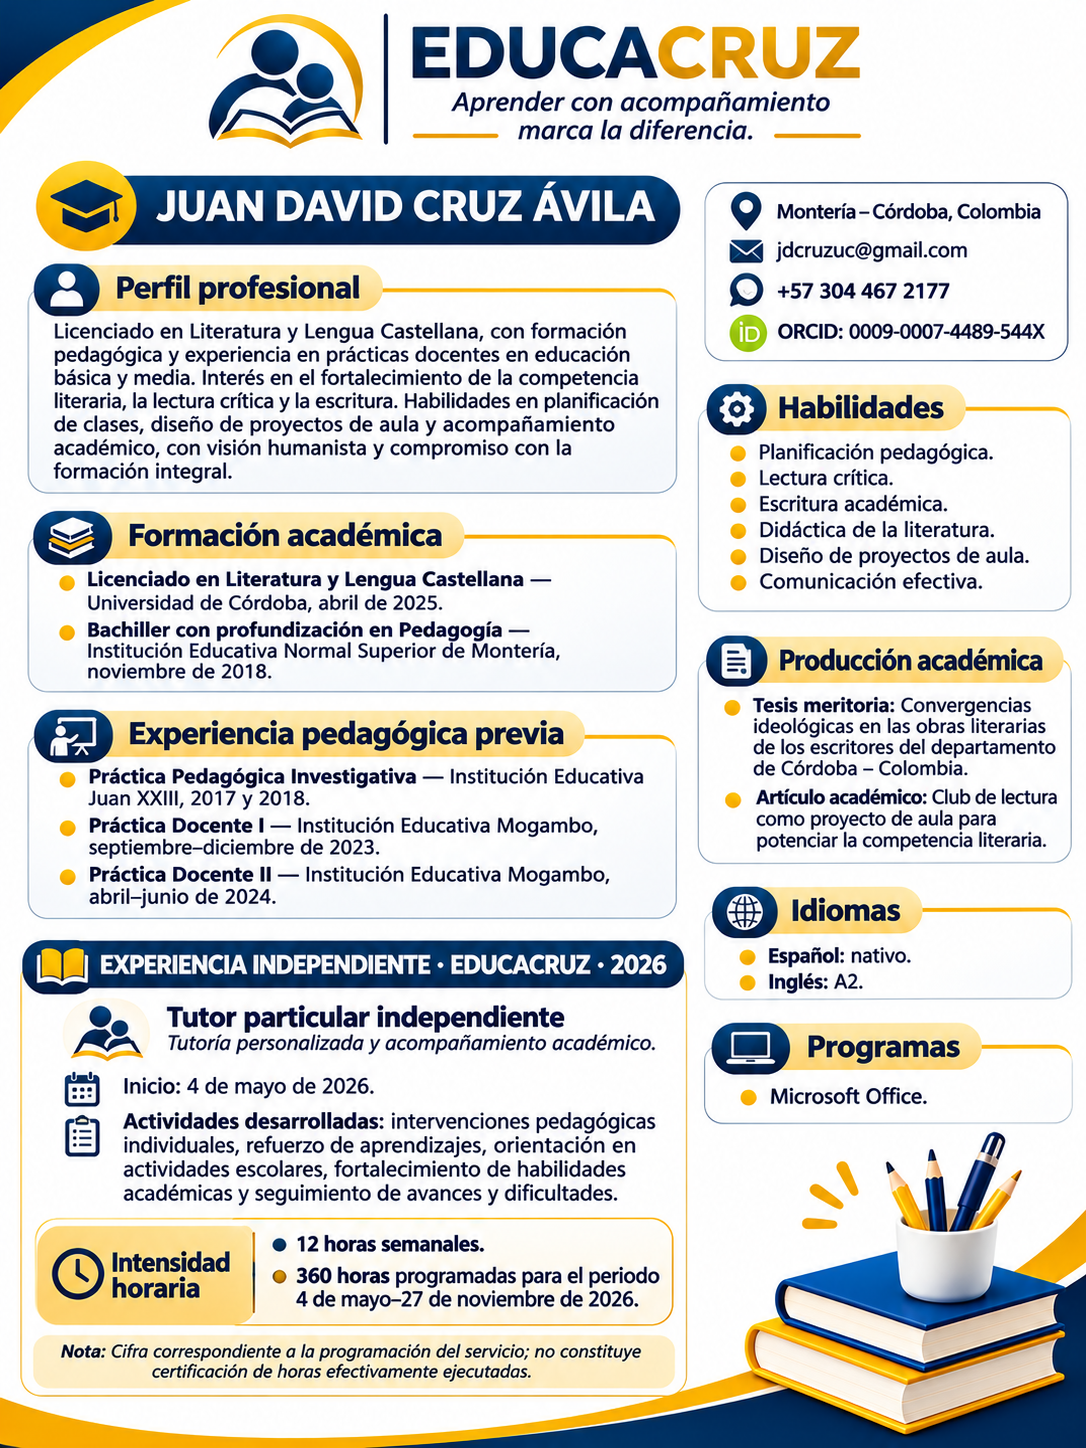 EDUCACRUZ
Aprender con acompañamiento
marca la diferencia.
JUAN DAVID CRUZ ÁVILA
Montería – Córdoba, Colombia
jdcruzuc@gmail.com
+57 304 467 2177
iD ORCID: 0009-0007-4489-544X
Perfil profesional
Licenciado en Literatura y Lengua Castellana, con formación
pedagógica y experiencia en prácticas docentes en educación
básica y media. Interés en el fortalecimiento de la competencia
literaria, la lectura crítica y la escritura. Habilidades en planificación
de clases, diseño de proyectos de aula y acompañamiento
académico, con visión humanista y compromiso con la
formación integral.
Formación académica
Licenciado en Literatura y Lengua Castellana —
Universidad de Córdoba, abril de 2025.
Bachiller con profundización en Pedagogía —
Institución Educativa Normal Superior de Montería,
noviembre de 2018.
Experiencia pedagógica previa
Práctica Pedagógica Investigativa — Institución Educativa
Juan XXIII, 2017 y 2018.
Práctica Docente I — Institución Educativa Mogambo,
septiembre–diciembre de 2023.
Práctica Docente II — Institución Educativa Mogambo,
abril–junio de 2024.
EXPERIENCIA INDEPENDIENTE · EDUCACRUZ · 2026
Tutor particular independiente
Tutoría personalizada y acompañamiento académico.
Inicio: 4 de mayo de 2026.
Actividades desarrolladas: intervenciones pedagógicas
individuales, refuerzo de aprendizajes, orientación en
actividades escolares, fortalecimiento de habilidades
académicas y seguimiento de avances y dificultades.
Intensidad
horaria
12 horas semanales.
360 horas programadas para el periodo
4 de mayo–27 de noviembre de 2026.
Nota: Cifra correspondiente a la programación del servicio; no constituye
certificación de horas efectivamente ejecutadas.
Habilidades
Planificación pedagógica.
Lectura crítica.
Escritura académica.
Didáctica de la literatura.
Diseño de proyectos de aula.
Comunicación efectiva.
Producción académica
Tesis meritoria: Convergencias
ideológicas en las obras literarias
de los escritores del departamento
de Córdoba – Colombia.
Artículo académico: Club de lectura
como proyecto de aula para
potenciar la competencia literaria.
Idiomas
Español: nativo.
Inglés: A2.
Programas
Microsoft Office.